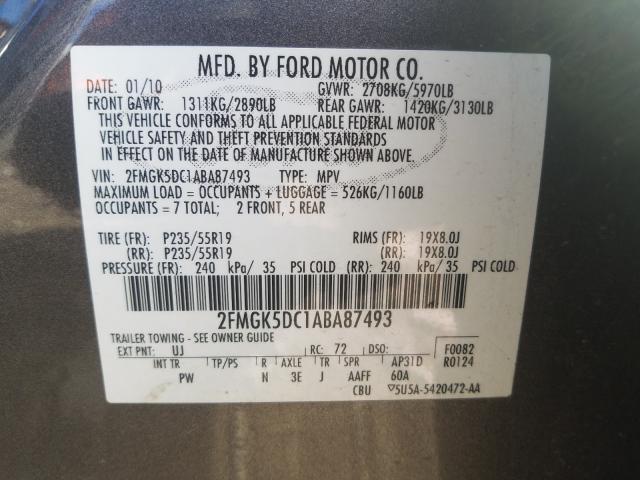 MFD. BY FORD MOTOR CO.
DATE: 01/10 GVWR: 2708KG/5970LB
FRONT GAWR: 1311KG/2890LB REAR GAWR: 1420KG/3130LB
THIS VEHICLE CONFORMS TO ALL APPLICABLE FEDERAL MOTOR
VEHICLE SAFETY AND THEFT PREVENTION STANDARDS
IN EFFECT ON THE DATE OF MANUFACTURE SHOWN ABOVE.
VIN: 2FMGK5DC1ABA87493 TYPE: MPV
MAXIMUM LOAD = OCCUPANTS + LUGGAGE = 526KG/1160LB
OCCUPANTS = 7 TOTAL; 2 FRONT, 5 REAR
TIRE (FR): P235/55R19 RIMS (FR): 19X8.0J
(RR): P235/55R19 (RR): 19X8.0J
PRESSURE (FR): 240 kPa/ 35 PSI COLD (RR): 240 kPa/ 35 PSI COLD
2FMGK5DC1ABA87493
TRAILER TOWING - SEE OWNER GUIDE
EXT PNT: UJ RC: 72 DSO: F0082
INT TR TP/PS R AXLE TR SPR AP31D R0124
PW N 3E J AAFF 60A
CBU ▽5U5A-5420472-AA